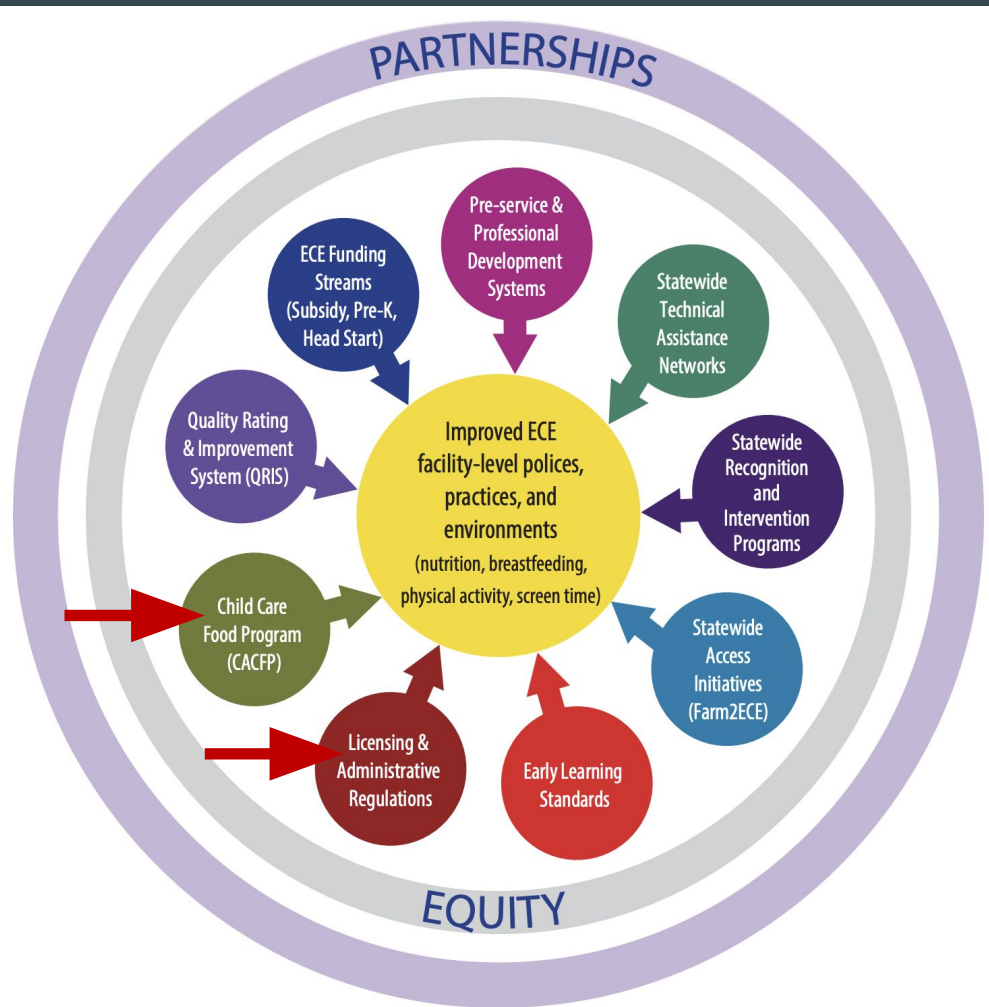 PARTNERSHIPS
Pre-service &
Professional
Development
Systems
ECE Funding
Streams
(Subsidy, Pre-K,
Head Start)
Statewide
Technical
Assistance
Networks
Quality Rating
& Improvement
System (QRIS)
Improved ECE
facility-level polices,
practices, and
environments
(nutrition, breastfeeding,
physical activity, screen time)
Statewide
Recognition
and
Intervention
Programs
Child Care
Food Program
(CACFP)
Statewide
Access
Initiatives
(Farm2ECE)
Licensing &
Administrative
Regulations
Early Learning
Standards
EQUITY